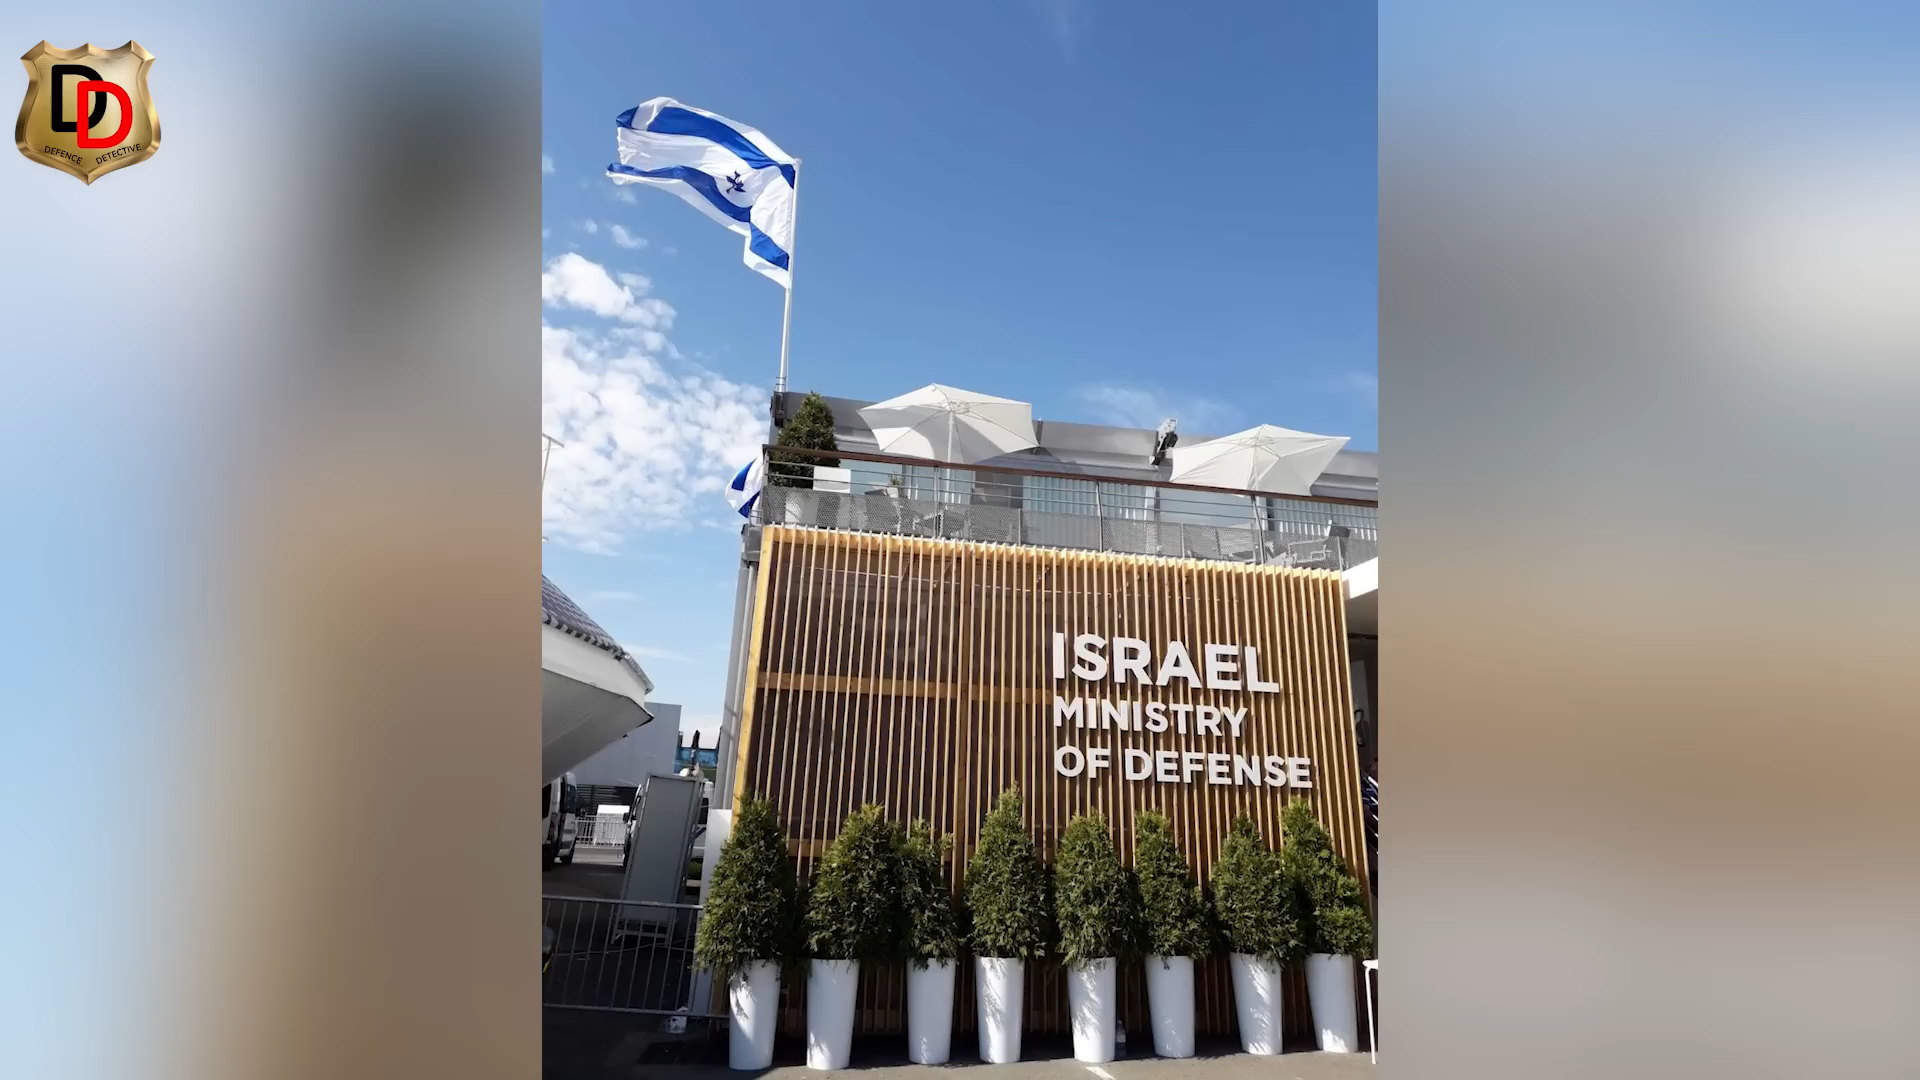 DD
DEFENCE DETECTIVE
ISRAEL
MINISTRY
OF DEFENSE